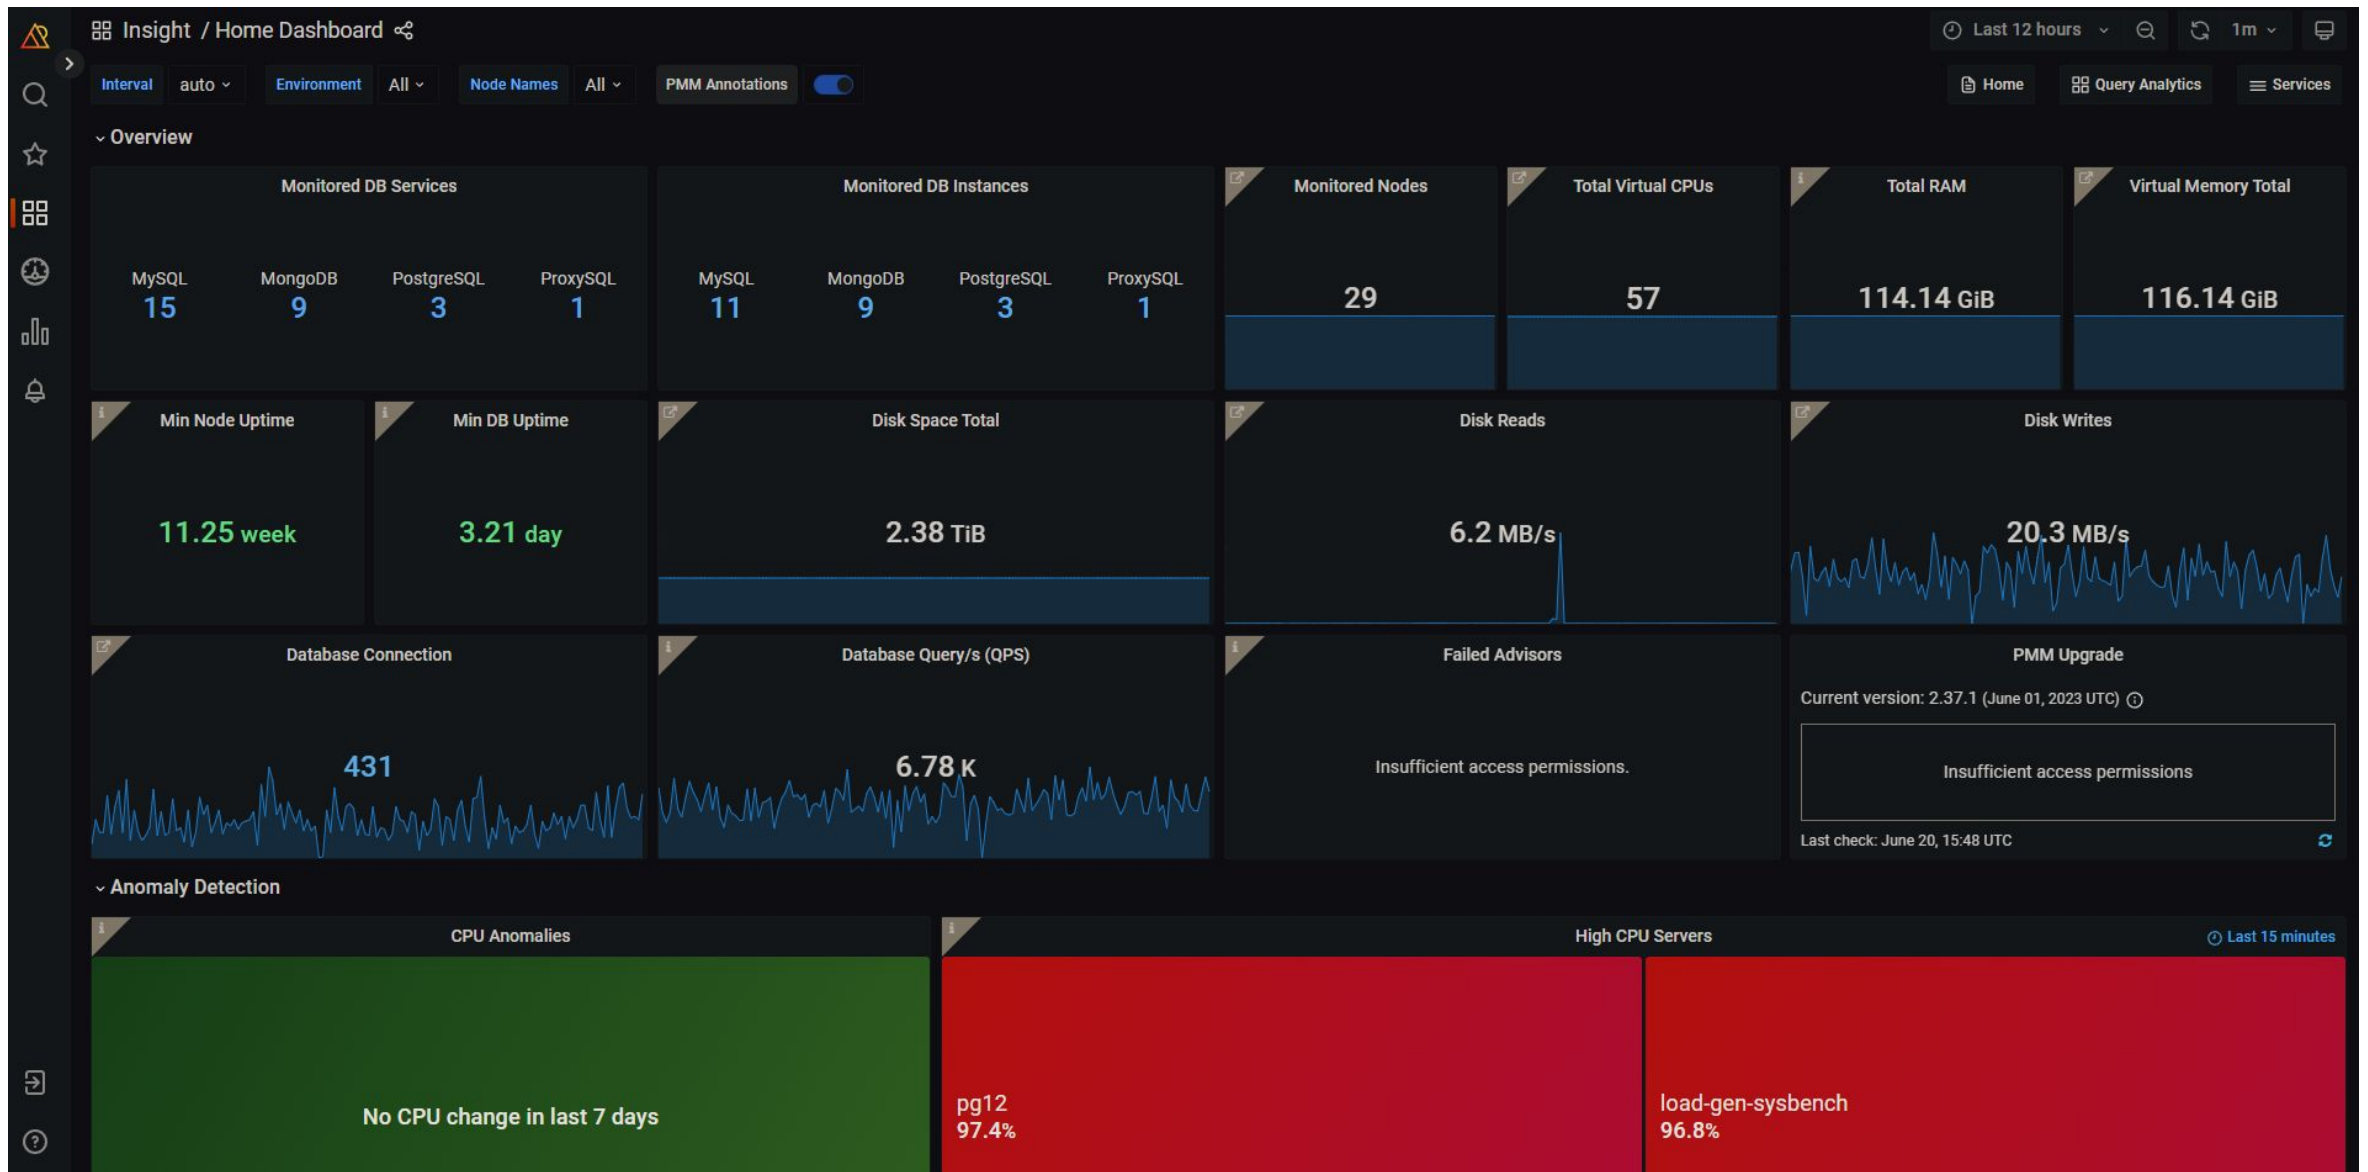 Insight / Home Dashboard
Last 12 hours
1m
Interval auto Environment All Node Names All PMM Annotations
Home Query Analytics Services
Overview
Monitored DB Services
MySQL MongoDB PostgreSQL ProxySQL
15 9 3 1
Monitored DB Instances
MySQL MongoDB PostgreSQL ProxySQL
11 9 3 1
Monitored Nodes
29
Total Virtual CPUs
57
Total RAM
114.14 GiB
Virtual Memory Total
116.14 GiB
Min Node Uptime
11.25 week
Min DB Uptime
3.21 day
Disk Space Total
2.38 TiB
Disk Reads
6.2 MB/s
Disk Writes
20.3 MB/s
Database Connection
431
Database Query/s (QPS)
6.78 K
Failed Advisors
Insufficient access permissions.
PMM Upgrade
Current version: 2.37.1 (June 01, 2023 UTC)
Insufficient access permissions
Last check: June 20, 15:48 UTC
Anomaly Detection
CPU Anomalies
No CPU change in last 7 days
High CPU Servers
Last 15 minutes
pg12
97.4%
load-gen-sysbench
96.8%